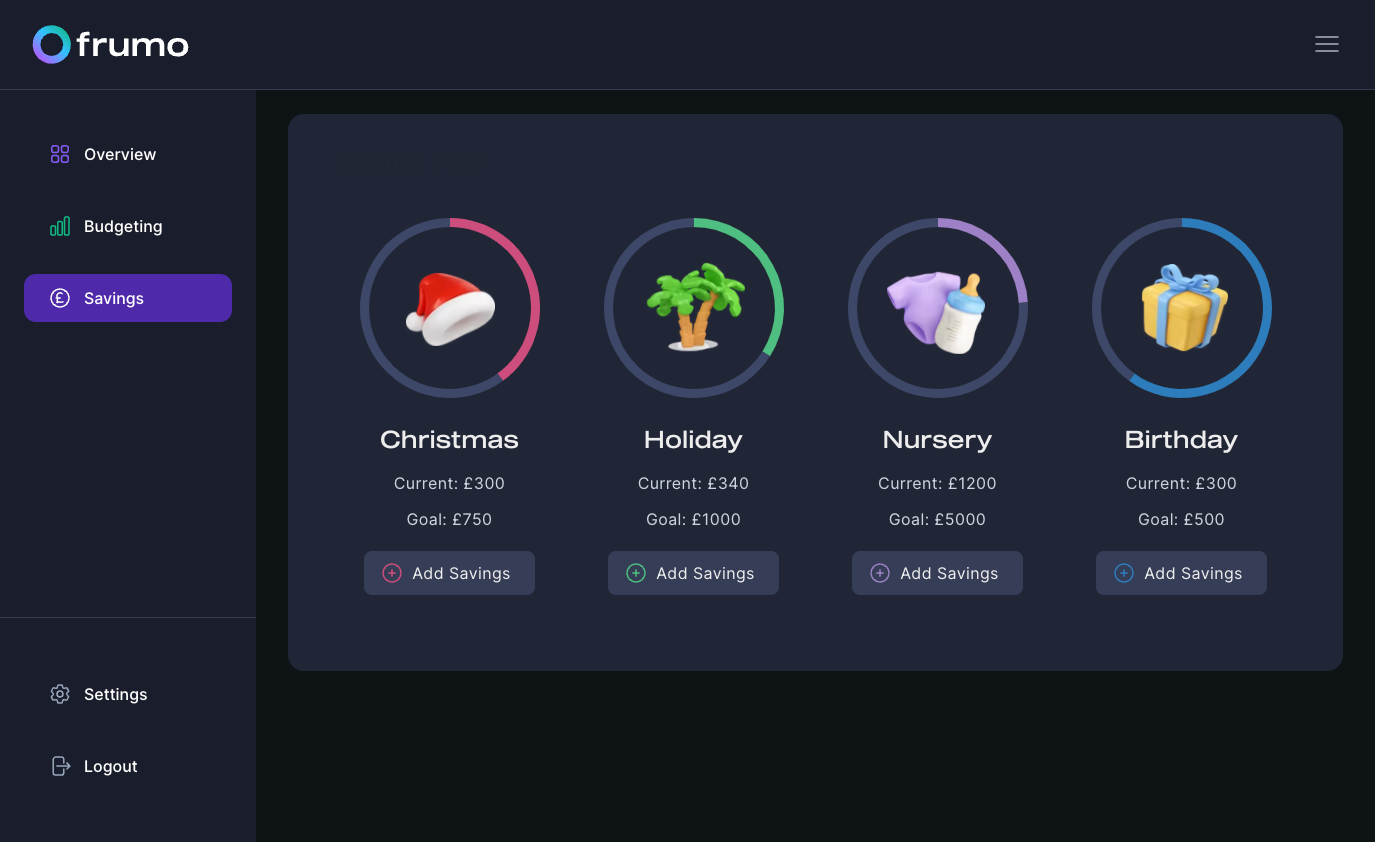 frumo
Overview
Budgeting
Savings
Settings
Logout
Christmas
Current: £300
Goal: £750
Add Savings
Holiday
Current: £340
Goal: £1000
Add Savings
Nursery
Current: £1200
Goal: £5000
Add Savings
Birthday
Current: £300
Goal: £500
Add Savings